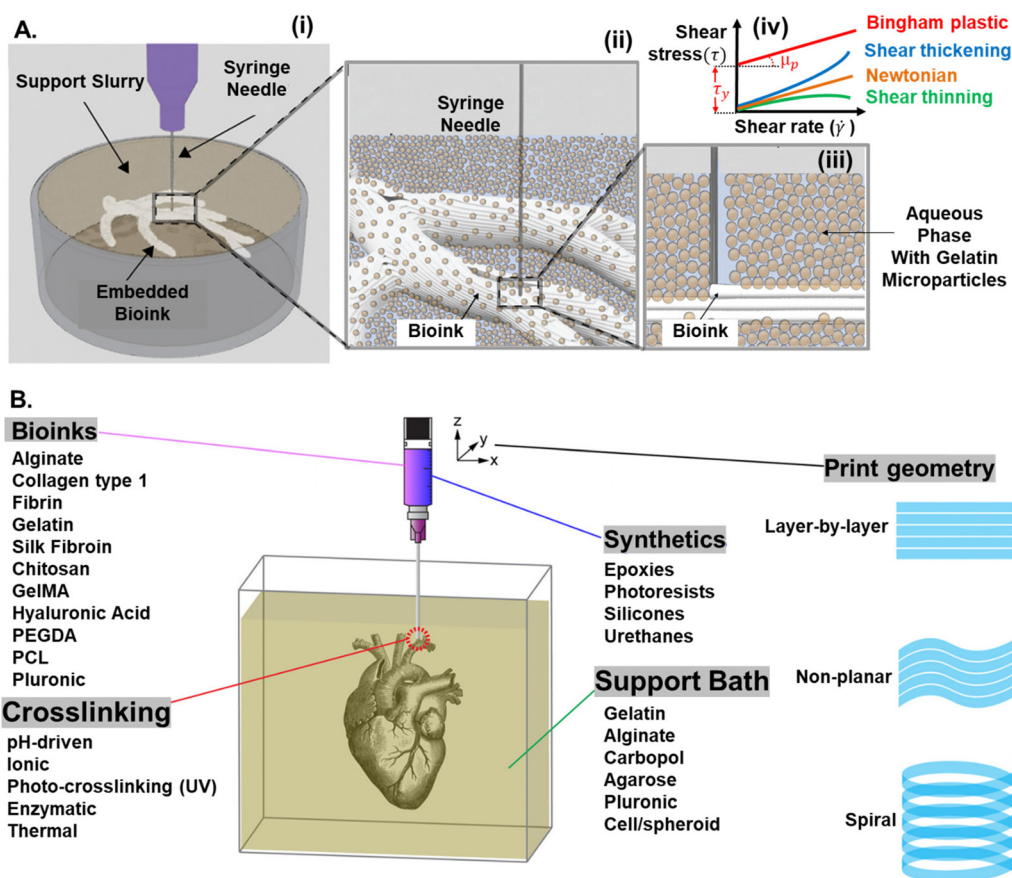 A.
(i)
Support Slurry
Syringe
Needle
Embedded
Bioink
(ii)
Syringe
Needle
Bioink
(iv)
Shear
stress(τ)
μp
τy
Bingham plastic
Shear thickening
Newtonian
Shear thinning
Shear rate (γ̇)
(iii)
Aqueous
Phase
With Gelatin
Microparticles
Bioink
B.
Bioinks
Alginate
Collagen type 1
Fibrin
Gelatin
Silk Fibroin
Chitosan
GelMA
Hyaluronic Acid
PEGDA
PCL
Pluronic
Crosslinking
pH-driven
Ionic
Photo-crosslinking (UV)
Enzymatic
Thermal
z
y
x
Synthetics
Epoxies
Photoresists
Silicones
Urethanes
Support Bath
Gelatin
Alginate
Carbopol
Agarose
Pluronic
Cell/spheroid
Print geometry
Layer-by-layer
Non-planar
Spiral